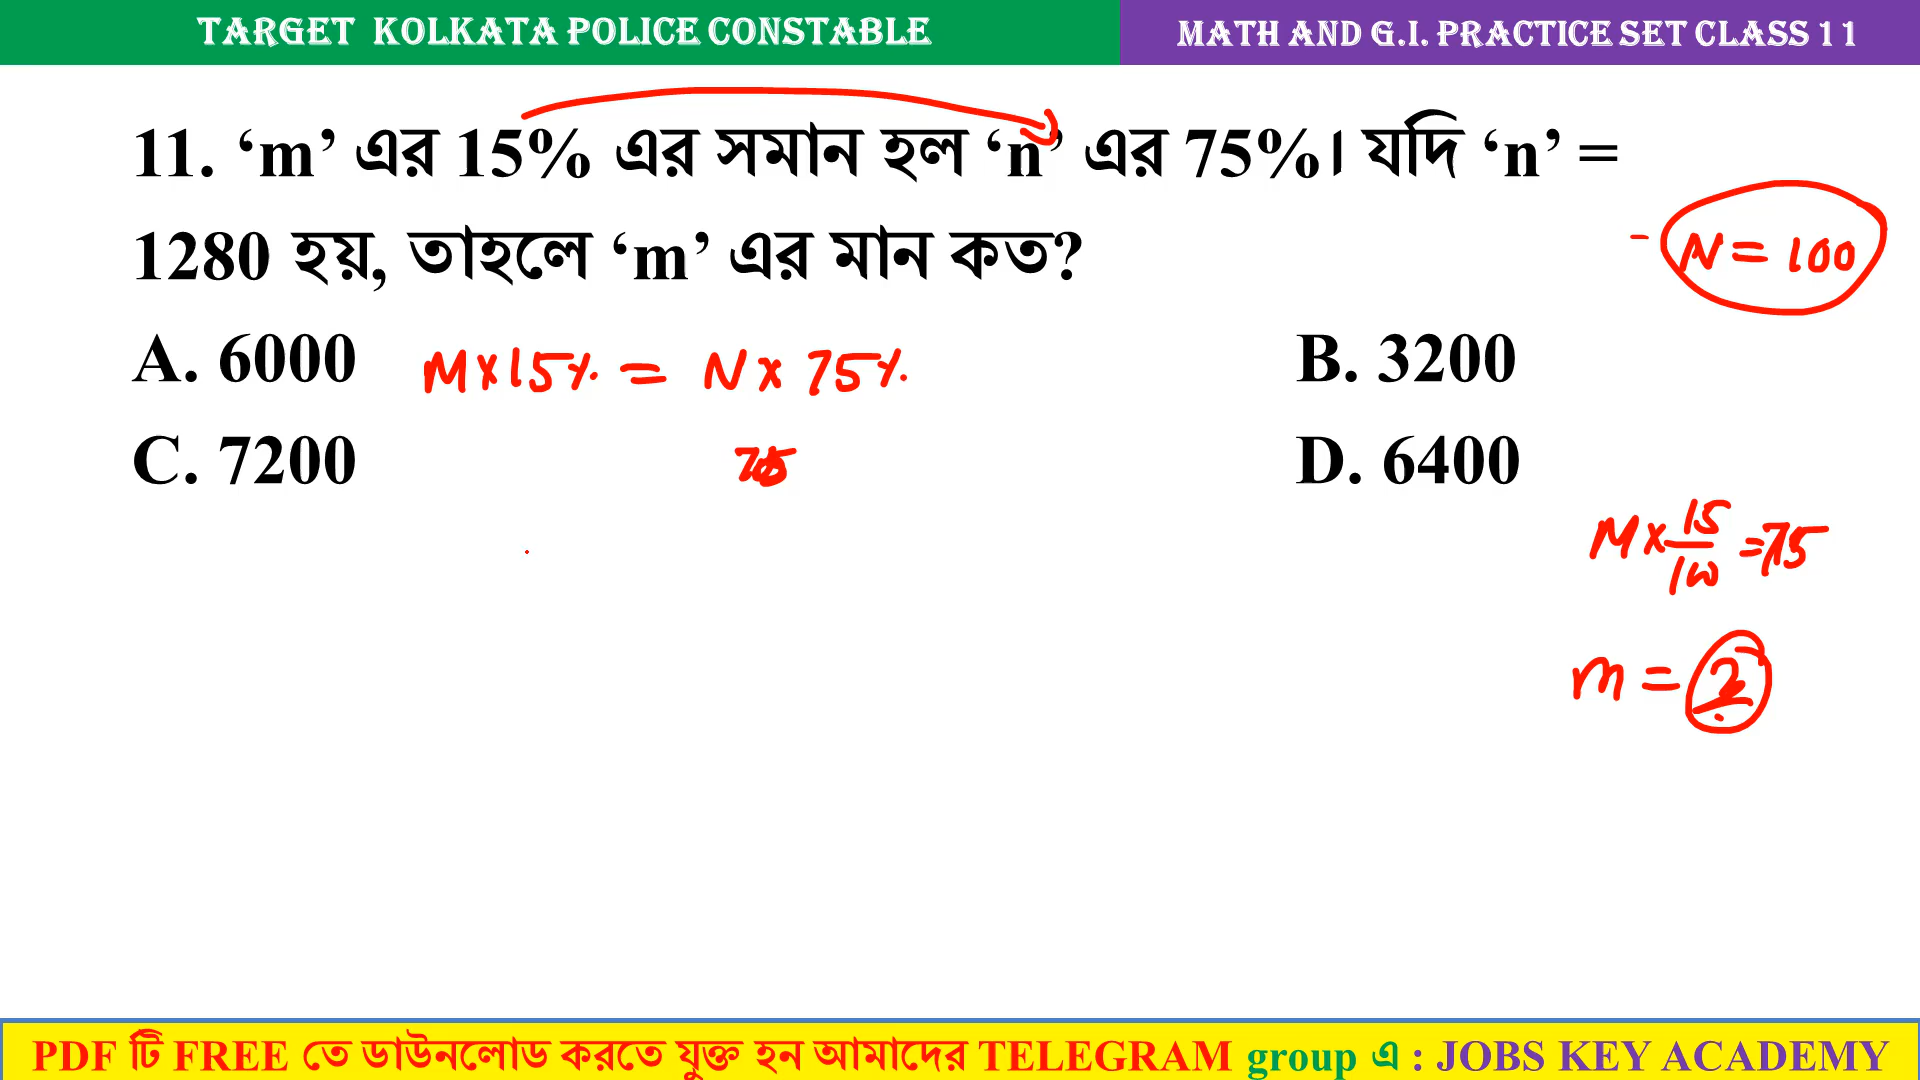 TARGET KOLKATA POLICE CONSTABLE
MATH AND G.I. PRACTICE SET CLASS 11
11. ‘m’ এর 15% এর সমান হল ‘n’ এর 75%। যদি ‘n’ =
1280 হয়, তাহলে ‘m’ এর মান কত?
N = 100
A. 6000
B. 3200
M×15% = N× 75%
C. 7200
D. 6400
75
M× 15/100 = 75
m = 2
PDF টি FREE তে ডাউনলোড করতে যুক্ত হন আমাদের TELEGRAM group এ : JOBS KEY ACADEMY